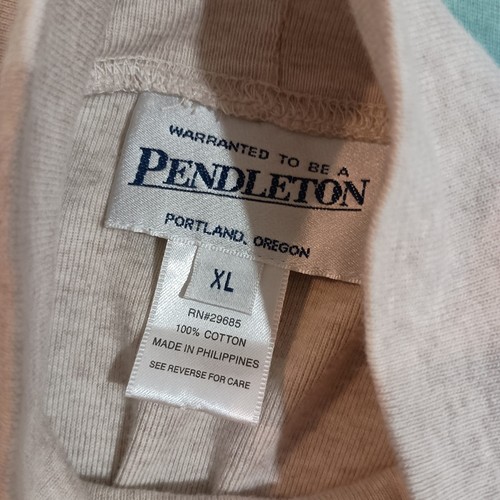 WARRANTED TO BE A
PENDLETON
PORTLAND, OREGON
XL
RN#29685
100% COTTON
MADE IN PHILIPPINES
SEE REVERSE FOR CARE